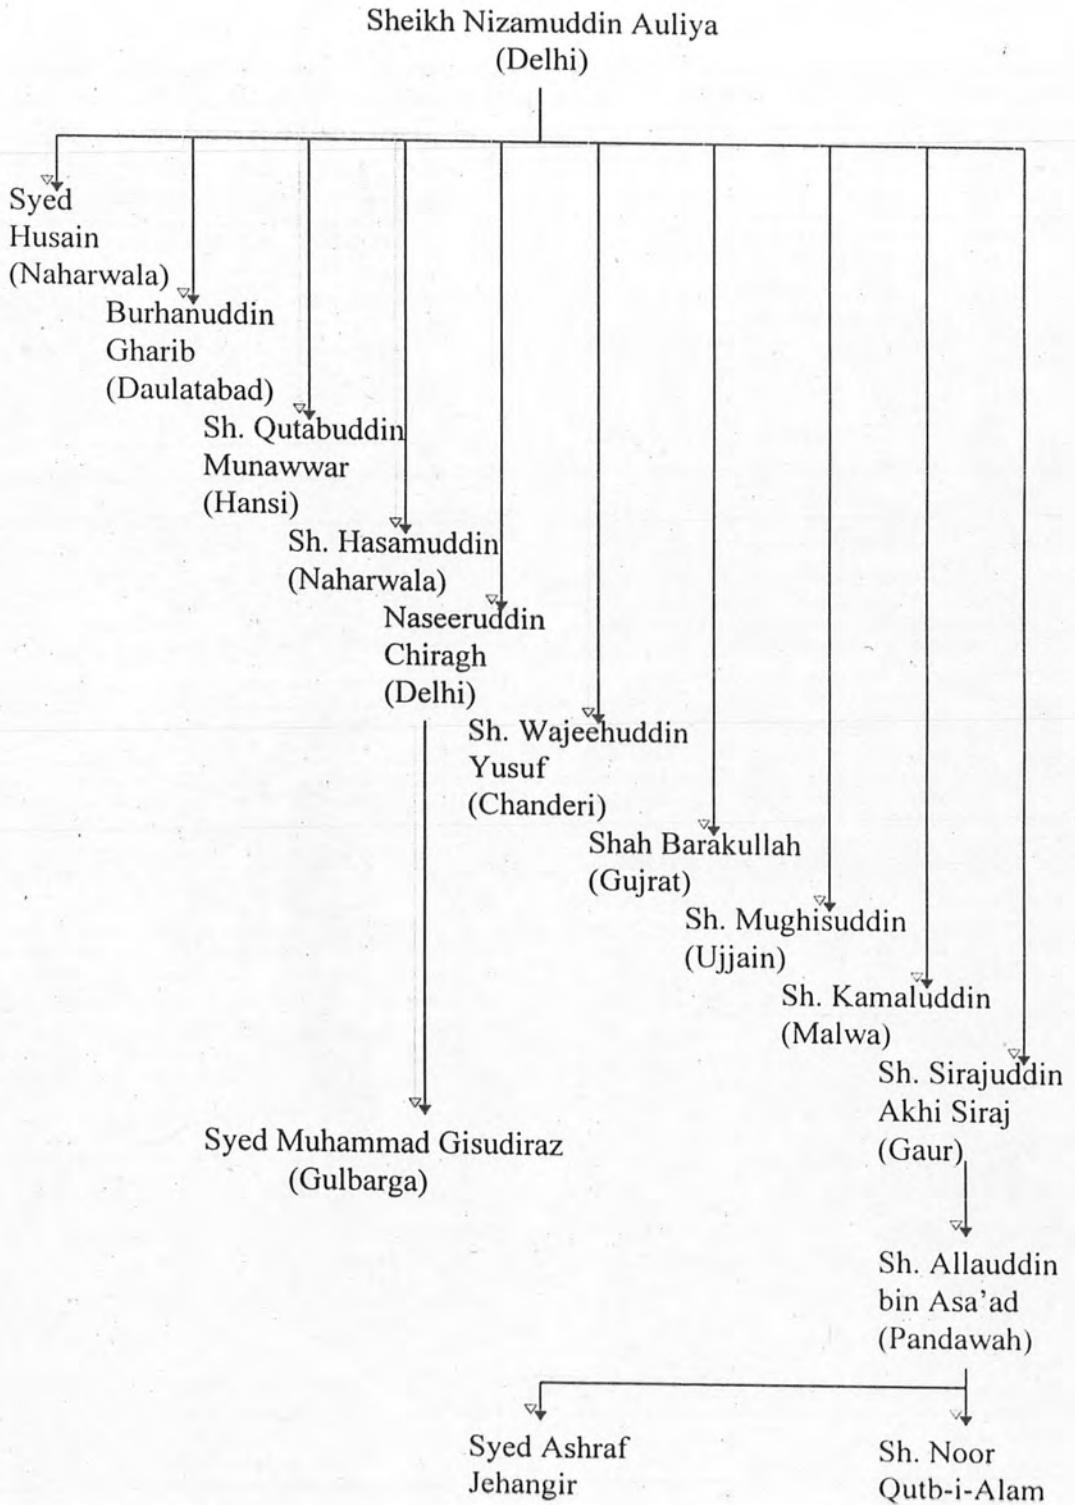 Sheikh Nizamuddin Auliya
(Delhi)
Syed
Husain
(Naharwala)
Burhanuddin
Gharib
(Daulatabad)
Sh. Qutabuddin
Munawwar
(Hansi)
Sh. Hasamuddin
(Naharwala)
Naseeruddin
Chiragh
(Delhi)
Sh. Wajeehuddin
Yusuf
(Chanderi)
Shah Barakullah
(Gujrat)
Sh. Mughisuddin
(Ujjain)
Sh. Kamaluddin
(Malwa)
Sh. Sirajuddin
Akhi Siraj
(Gaur)
Syed Muhammad Gisudiraz
(Gulbarga)
Sh. Allauddin
bin Asa'ad
(Pandawah)
Syed Ashraf
Jehangir
Sh. Noor
Qutb-i-Alam